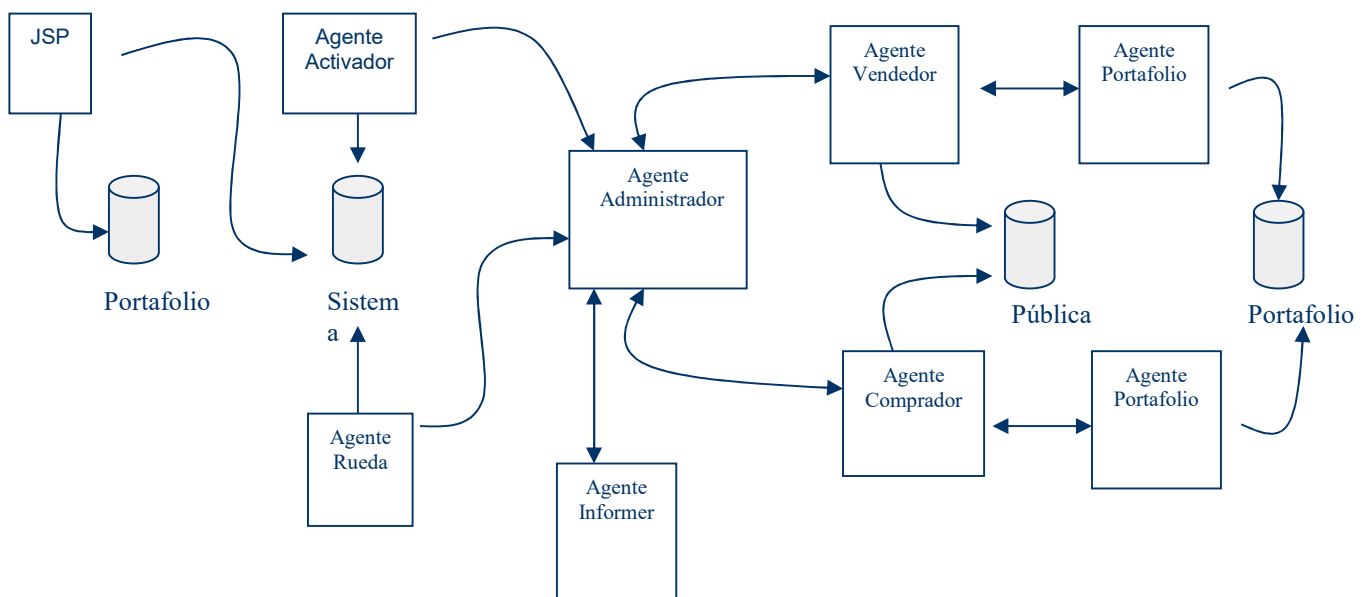 JSP
Agente
Activador
Agente
Vendedor
Agente
Portafolio
Agente
Administrador
Portafolio
Sistem
a
Pública
Portafolio
Agente
Rueda
Agente
Comprador
Agente
Portafolio
Agente
Informer